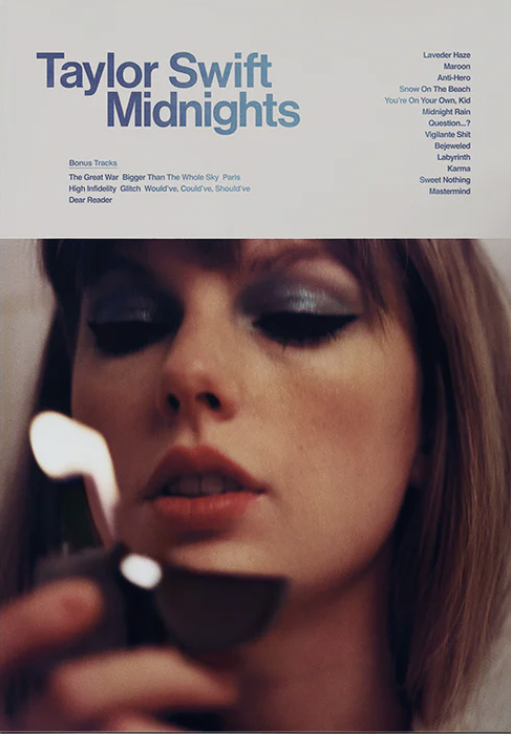 Taylor Swift
Midnights
Bonus Tracks
The Great War Bigger Than The Whole Sky Paris
High Infidelity Glitch Would've, Could've, Should've
Dear Reader
Laveder Haze
Maroon
Anti-Hero
Snow On The Beach
You're On Your Own, Kid
Midnight Rain
Question...?
Vigilante Shit
Bejeweled
Labyrinth
Karma
Sweet Nothing
Mastermind